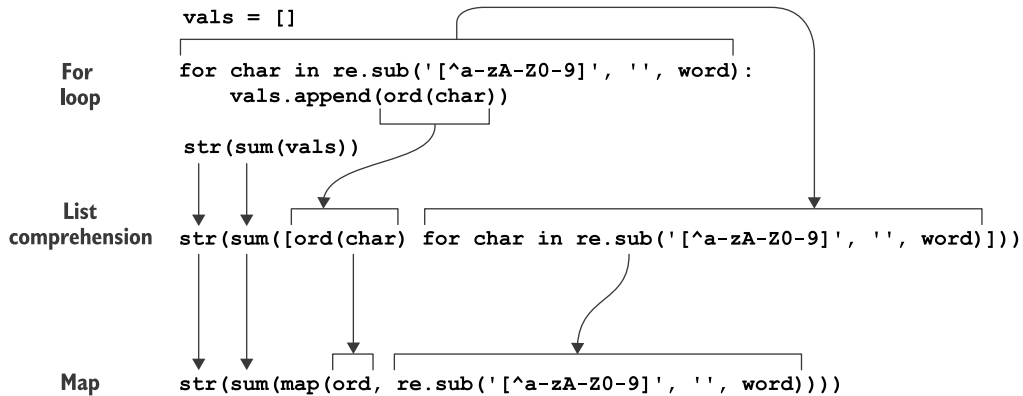 vals = []
For loop
for char in re.sub('[^a-zA-Z0-9]', '', word):
    vals.append(ord(char))
str(sum(vals))
List comprehension
str(sum([ord(char) for char in re.sub('[^a-zA-Z0-9]', '', word)]))
Map
str(sum(map(ord, re.sub('[^a-zA-Z0-9]', '', word))))